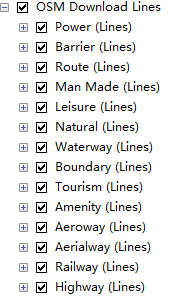 OSM Download Lines
Power (Lines)
Barrier (Lines)
Route (Lines)
Man Made (Lines)
Leisure (Lines)
Natural (Lines)
Waterway (Lines)
Boundary (Lines)
Tourism (Lines)
Amenity (Lines)
Aeroway (Lines)
Aerialway (Lines)
Railway (Lines)
Highway (Lines)